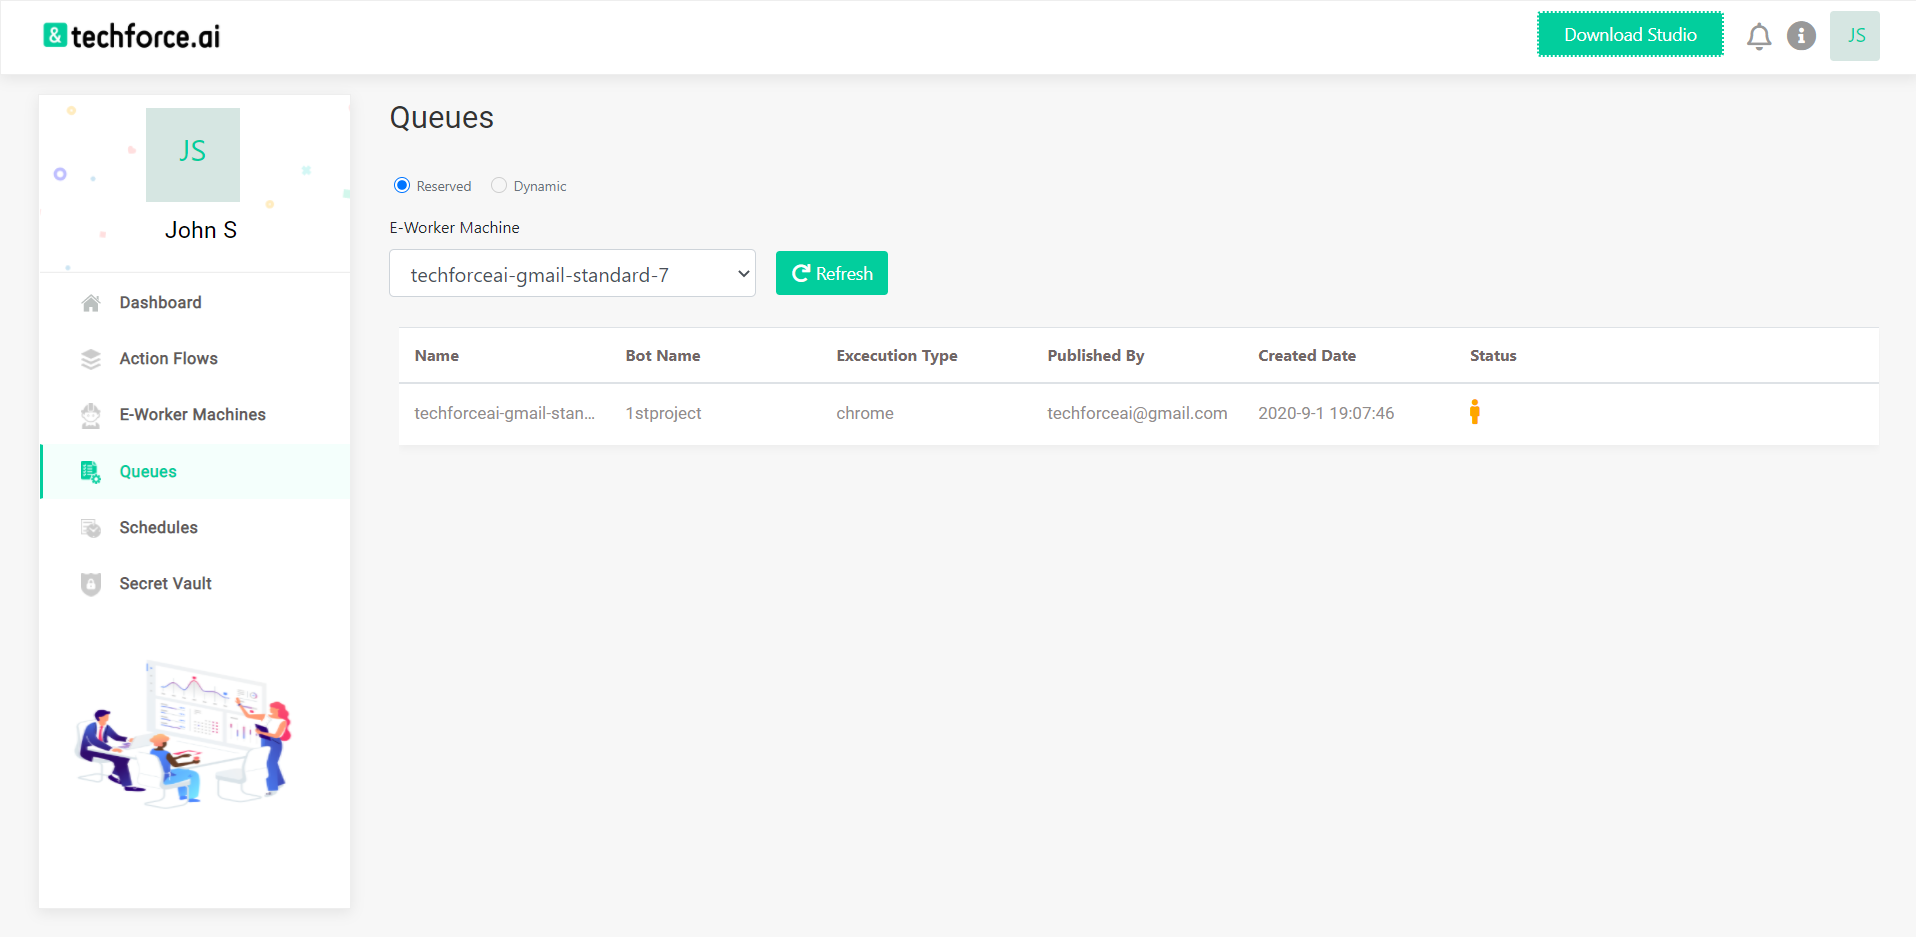 & techforce.ai
Download Studio
JS
JS
John S
Dashboard
Action Flows
E-Worker Machines
Queues
Schedules
Secret Vault
Queues
Reserved Dynamic
E-Worker Machine
techforceai-gmail-standard-7
Refresh
Name Bot Name Excecution Type Published By Created Date Status
techforceai-gmail-stan... 1stproject chrome techforceai@gmail.com 2020-9-1 19:07:46